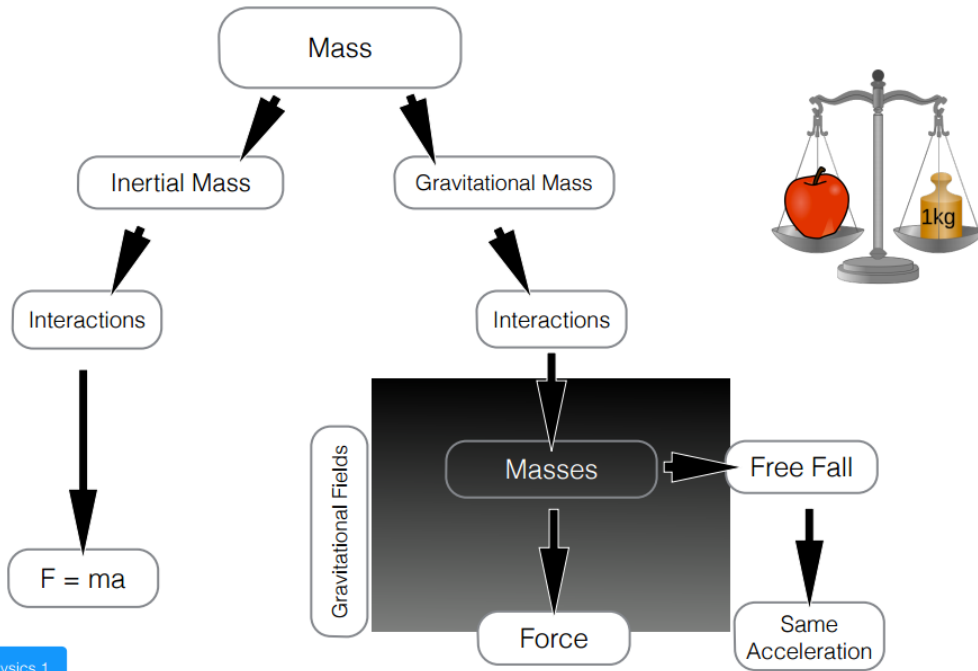 Mass
Inertial Mass
Gravitational Mass
1kg
Interactions
Interactions
Gravitational Fields
Masses
Free Fall
F = ma
Force
Same
Acceleration